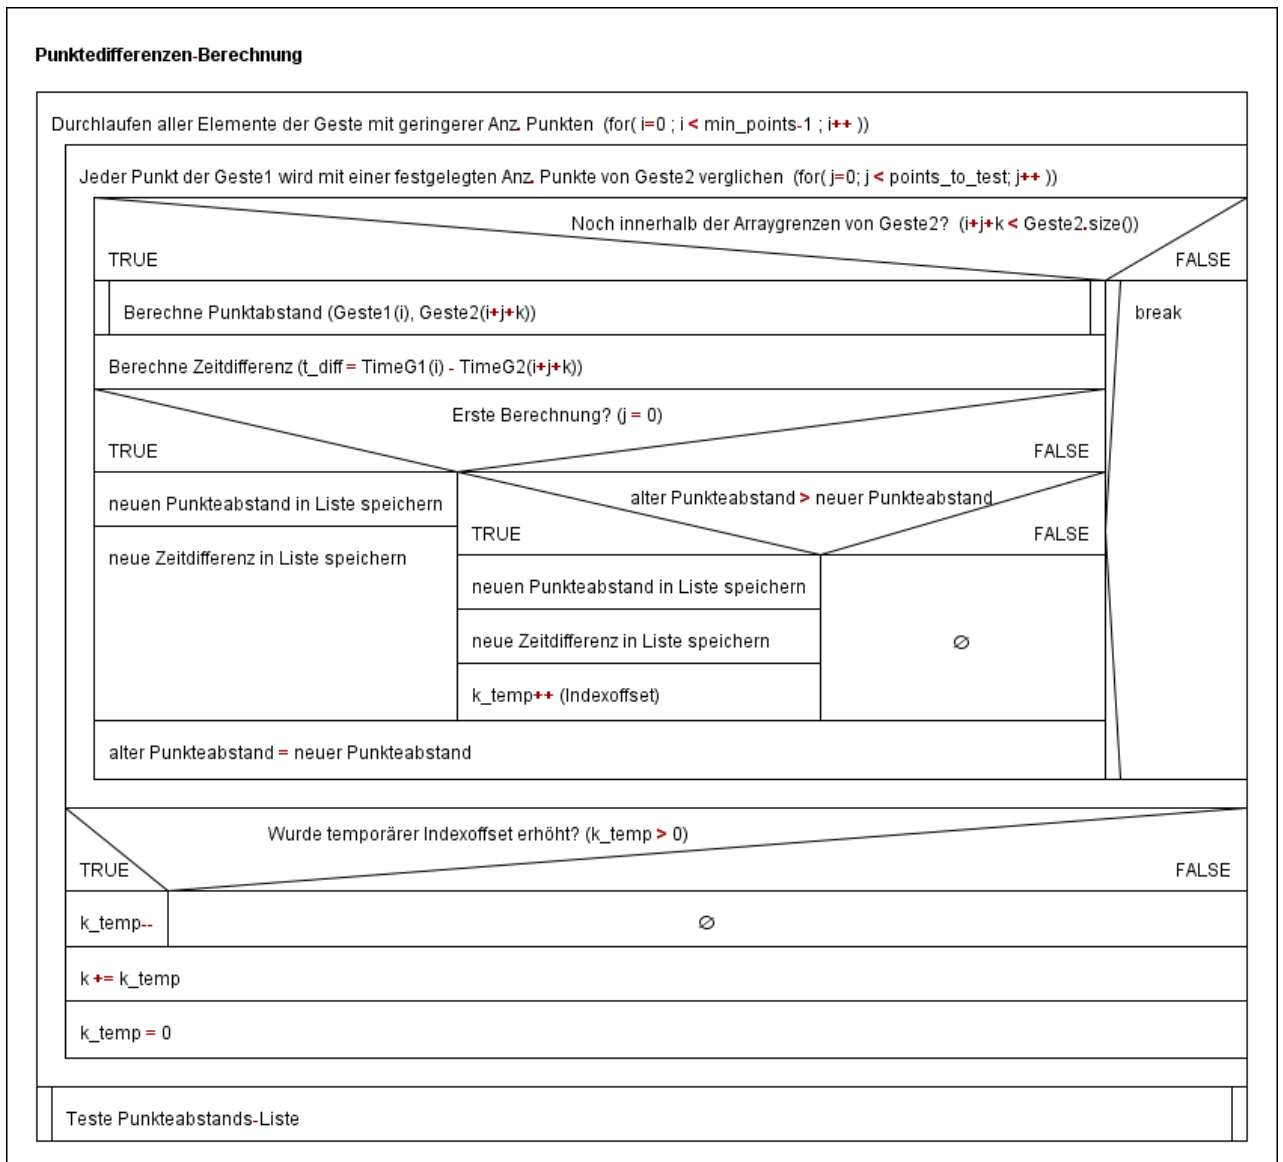 Punktedifferenzen-Berechnung
Durchlaufen aller Elemente der Geste mit geringerer Anz. Punkten (for( i=0 ; i < min_points-1 ; i++ ))
Jeder Punkt der Geste1 wird mit einer festgelegten Anz. Punkte von Geste2 verglichen (for( j=0; j < points_to_test; j++ ))
Noch innerhalb der Arraygrenzen von Geste2? (i+j+k < Geste2.size())
TRUE
FALSE
Berechne Punktabstand (Geste1(i), Geste2(i+j+k))
break
Berechne Zeitdifferenz (t_diff = TimeG1(i) - TimeG2(i+j+k))
Erste Berechnung? (j = 0)
TRUE
FALSE
neuen Punkteabstand in Liste speichern
neue Zeitdifferenz in Liste speichern
alter Punkteabstand > neuer Punkteabstand
TRUE
FALSE
neuen Punkteabstand in Liste speichern
neue Zeitdifferenz in Liste speichern
k_temp++ (Indexoffset)
∅
alter Punkteabstand = neuer Punkteabstand
Wurde temporärer Indexoffset erhöht? (k_temp > 0)
TRUE
FALSE
k_temp--
∅
k += k_temp
k_temp = 0
Teste Punkteabstands-Liste